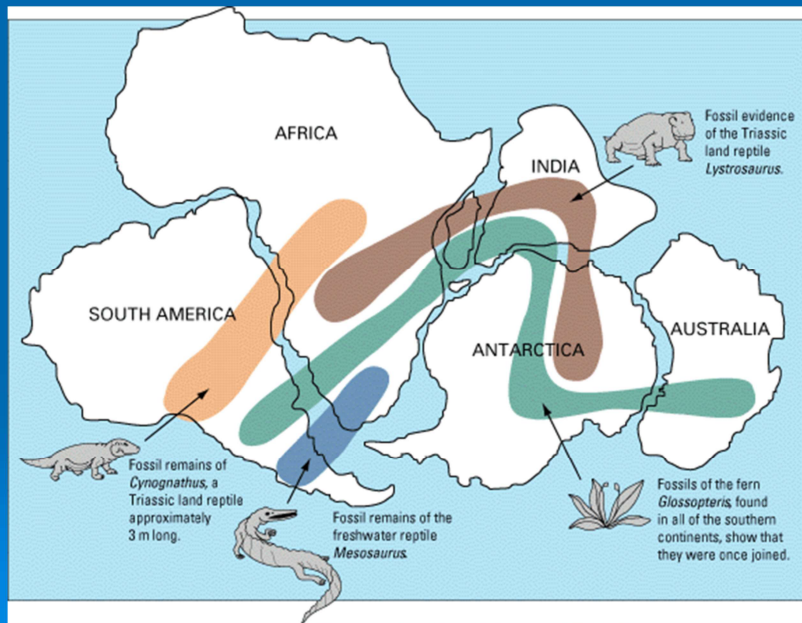 AFRICA
INDIA
Fossil evidence
of the Triassic
land reptile
Lystrosaurus.
SOUTH AMERICA
ANTARCTICA
AUSTRALIA
Fossil remains of
Cynognathus, a
Triassic land reptile
approximately
3 m long.
Fossil remains of the
freshwater reptile
Mesosaurus.
Fossils of the fern
Glossopteris, found
in all of the southern
continents, show that
they were once joined.